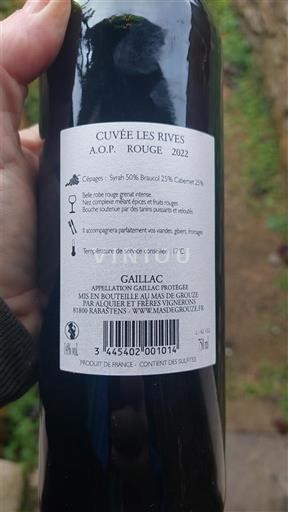 CUVÉE LES RIVES
A.O.P. ROUGE 2022
Cépages : Syrah 50% Braucol 25% Cabernet 25%
Belle robe rouge grenat intense
Nez complexe mêlant épices et fruits rouges
Bouche soutenue par des tanins puissants et veloutés
Il accompagnera parfaitement vos viandes, gibiers, fromages
Température de service conseillée : 17°C
VINTOU
GAILLAC
APPELLATION GAILLAC PROTÉGÉE
MIS EN BOUTEILLE AU MAS DE GROUZE
PAR ALQUIER ET FRÈRES VIGNERONS
81800 RABASTENS - WWW.MASDEGROUZE.FR
14% vol.
3 445402 001014
750 ml
PRODUIT DE FRANCE - CONTIENT DES SULFITES